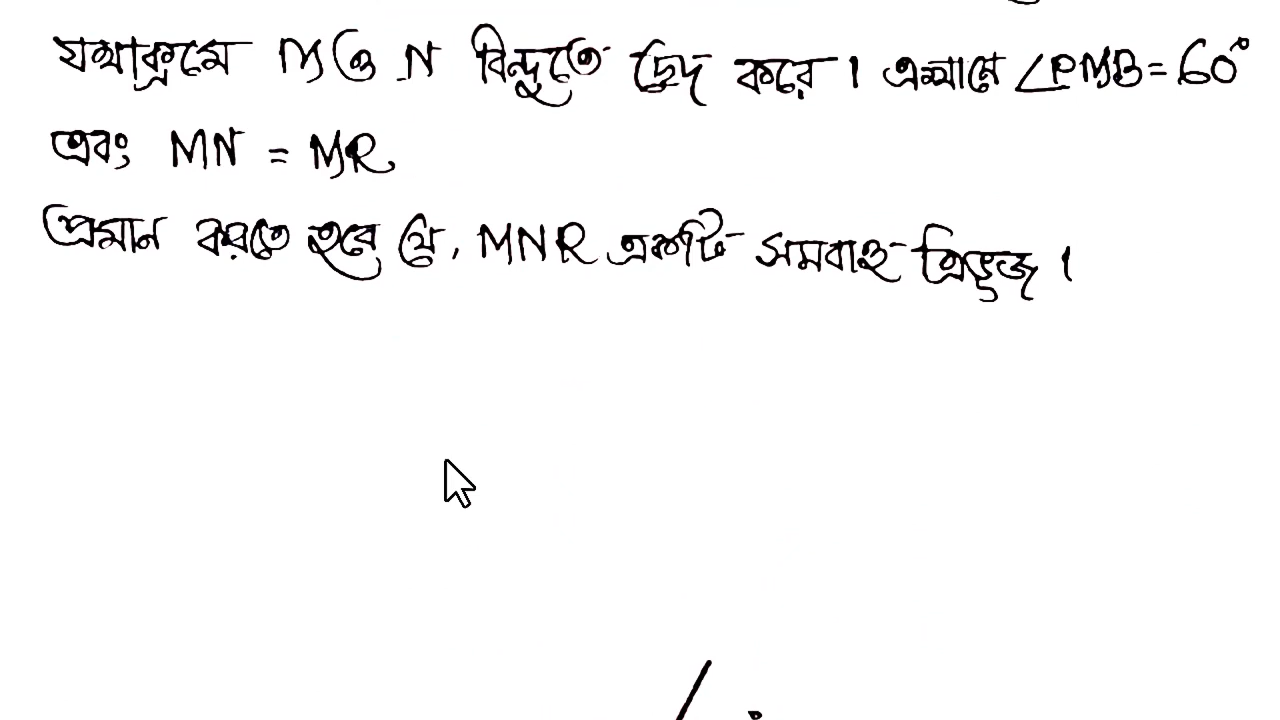 যথাক্রমে M ও N বিন্দুতে ছেদ করে । এখানে ∠PMB = 60°
এবং MN = MR
প্রমান করতে হবে যে, MNR একটি সমবাহু ত্রিভুজ ।